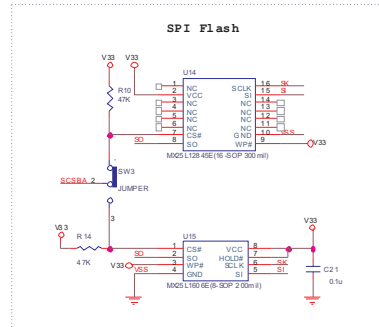 SPI Flash
V33 V33
U14
1 NC SCLK 16 SK
2 VCC SI 15 SI
3 NC NC 14
4 NC NC 13
5 NC NC 12
6 NC NC 11
7 CS# GND 10 VSS
SO 8 SO WP# 9 V33
MX25L12845E(16-SOP 300mil)
R10
47K
SW3
SCSBA 2
JUMPER
3
V33
R14
47K
U15
1 CS# VCC 8
SO 2 SO HOLD# 7
V33 3 WP# SCLK 6 SK
VSS 4 GND SI 5 SI
MX25L1606E(8-SOP 200mil)
V33
C21
0.1u